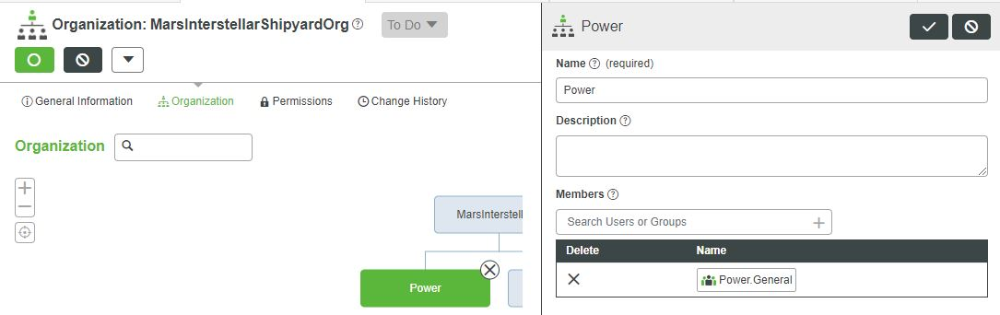 Organization: MarsInterstellarShipyardOrg
To Do
General Information
Organization
Permissions
Change History
Organization
MarsInterstell
Power
Power
Name (required)
Power
Description
Members
Search Users or Groups
Delete Name
Power.General